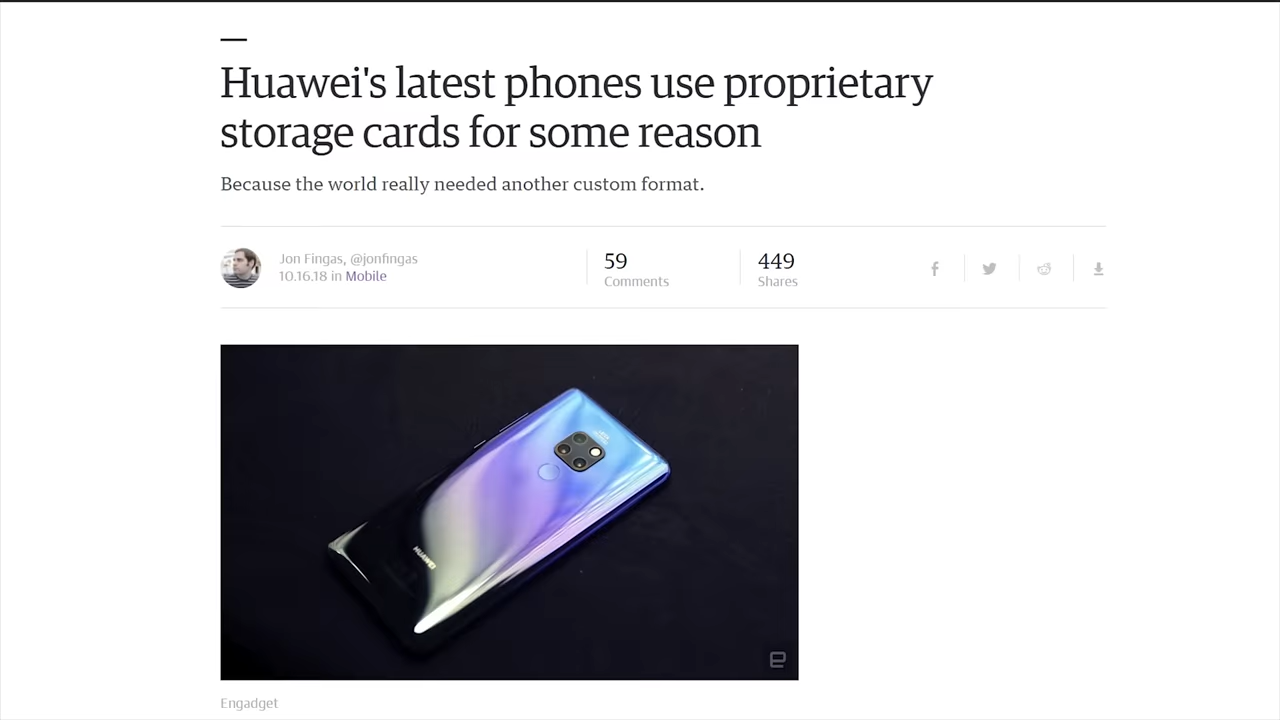 Huawei's latest phones use proprietary
storage cards for some reason
Because the world really needed another custom format.
Jon Fingas, @jonfingas
10.16.18 in Mobile
59
Comments
449
Shares
HUAWEI
Engadget